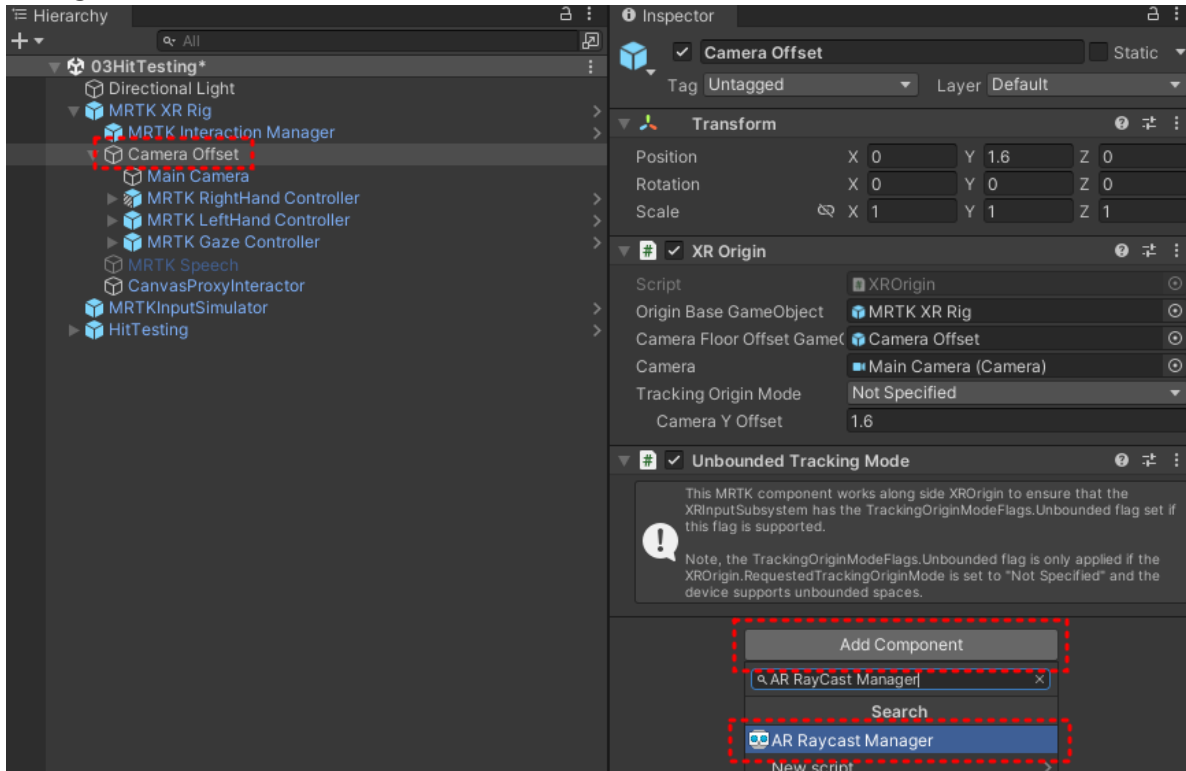 Hierarchy
All
03HitTesting*
Directional Light
MRTK XR Rig
MRTK Interaction Manager
Camera Offset
Main Camera
MRTK RightHand Controller
MRTK LeftHand Controller
MRTK Gaze Controller
MRTK Speech
CanvasProxyInteractor
MRTKInputSimulator
HitTesting
Inspector
Camera Offset Static
Tag Untagged Layer Default
Transform
Position X 0 Y 1.6 Z 0
Rotation X 0 Y 0 Z 0
Scale X 1 Y 1 Z 1
# XR Origin
Script # XROrigin
Origin Base GameObject MRTK XR Rig
Camera Floor Offset Game( Camera Offset
Camera Main Camera (Camera)
Tracking Origin Mode Not Specified
Camera Y Offset 1.6
# Unbounded Tracking Mode
This MRTK component works along side XROrigin to ensure that the
XRInputSubsystem has the TrackingOriginModeFlags.Unbounded flag set if
this flag is supported.
Note, the TrackingOriginModeFlags.Unbounded flag is only applied if the
XROrigin.RequestedTrackingOriginMode is set to "Not Specified" and the
device supports unbounded spaces.
Add Component
AR RayCast Manager
Search
AR Raycast Manager
New script